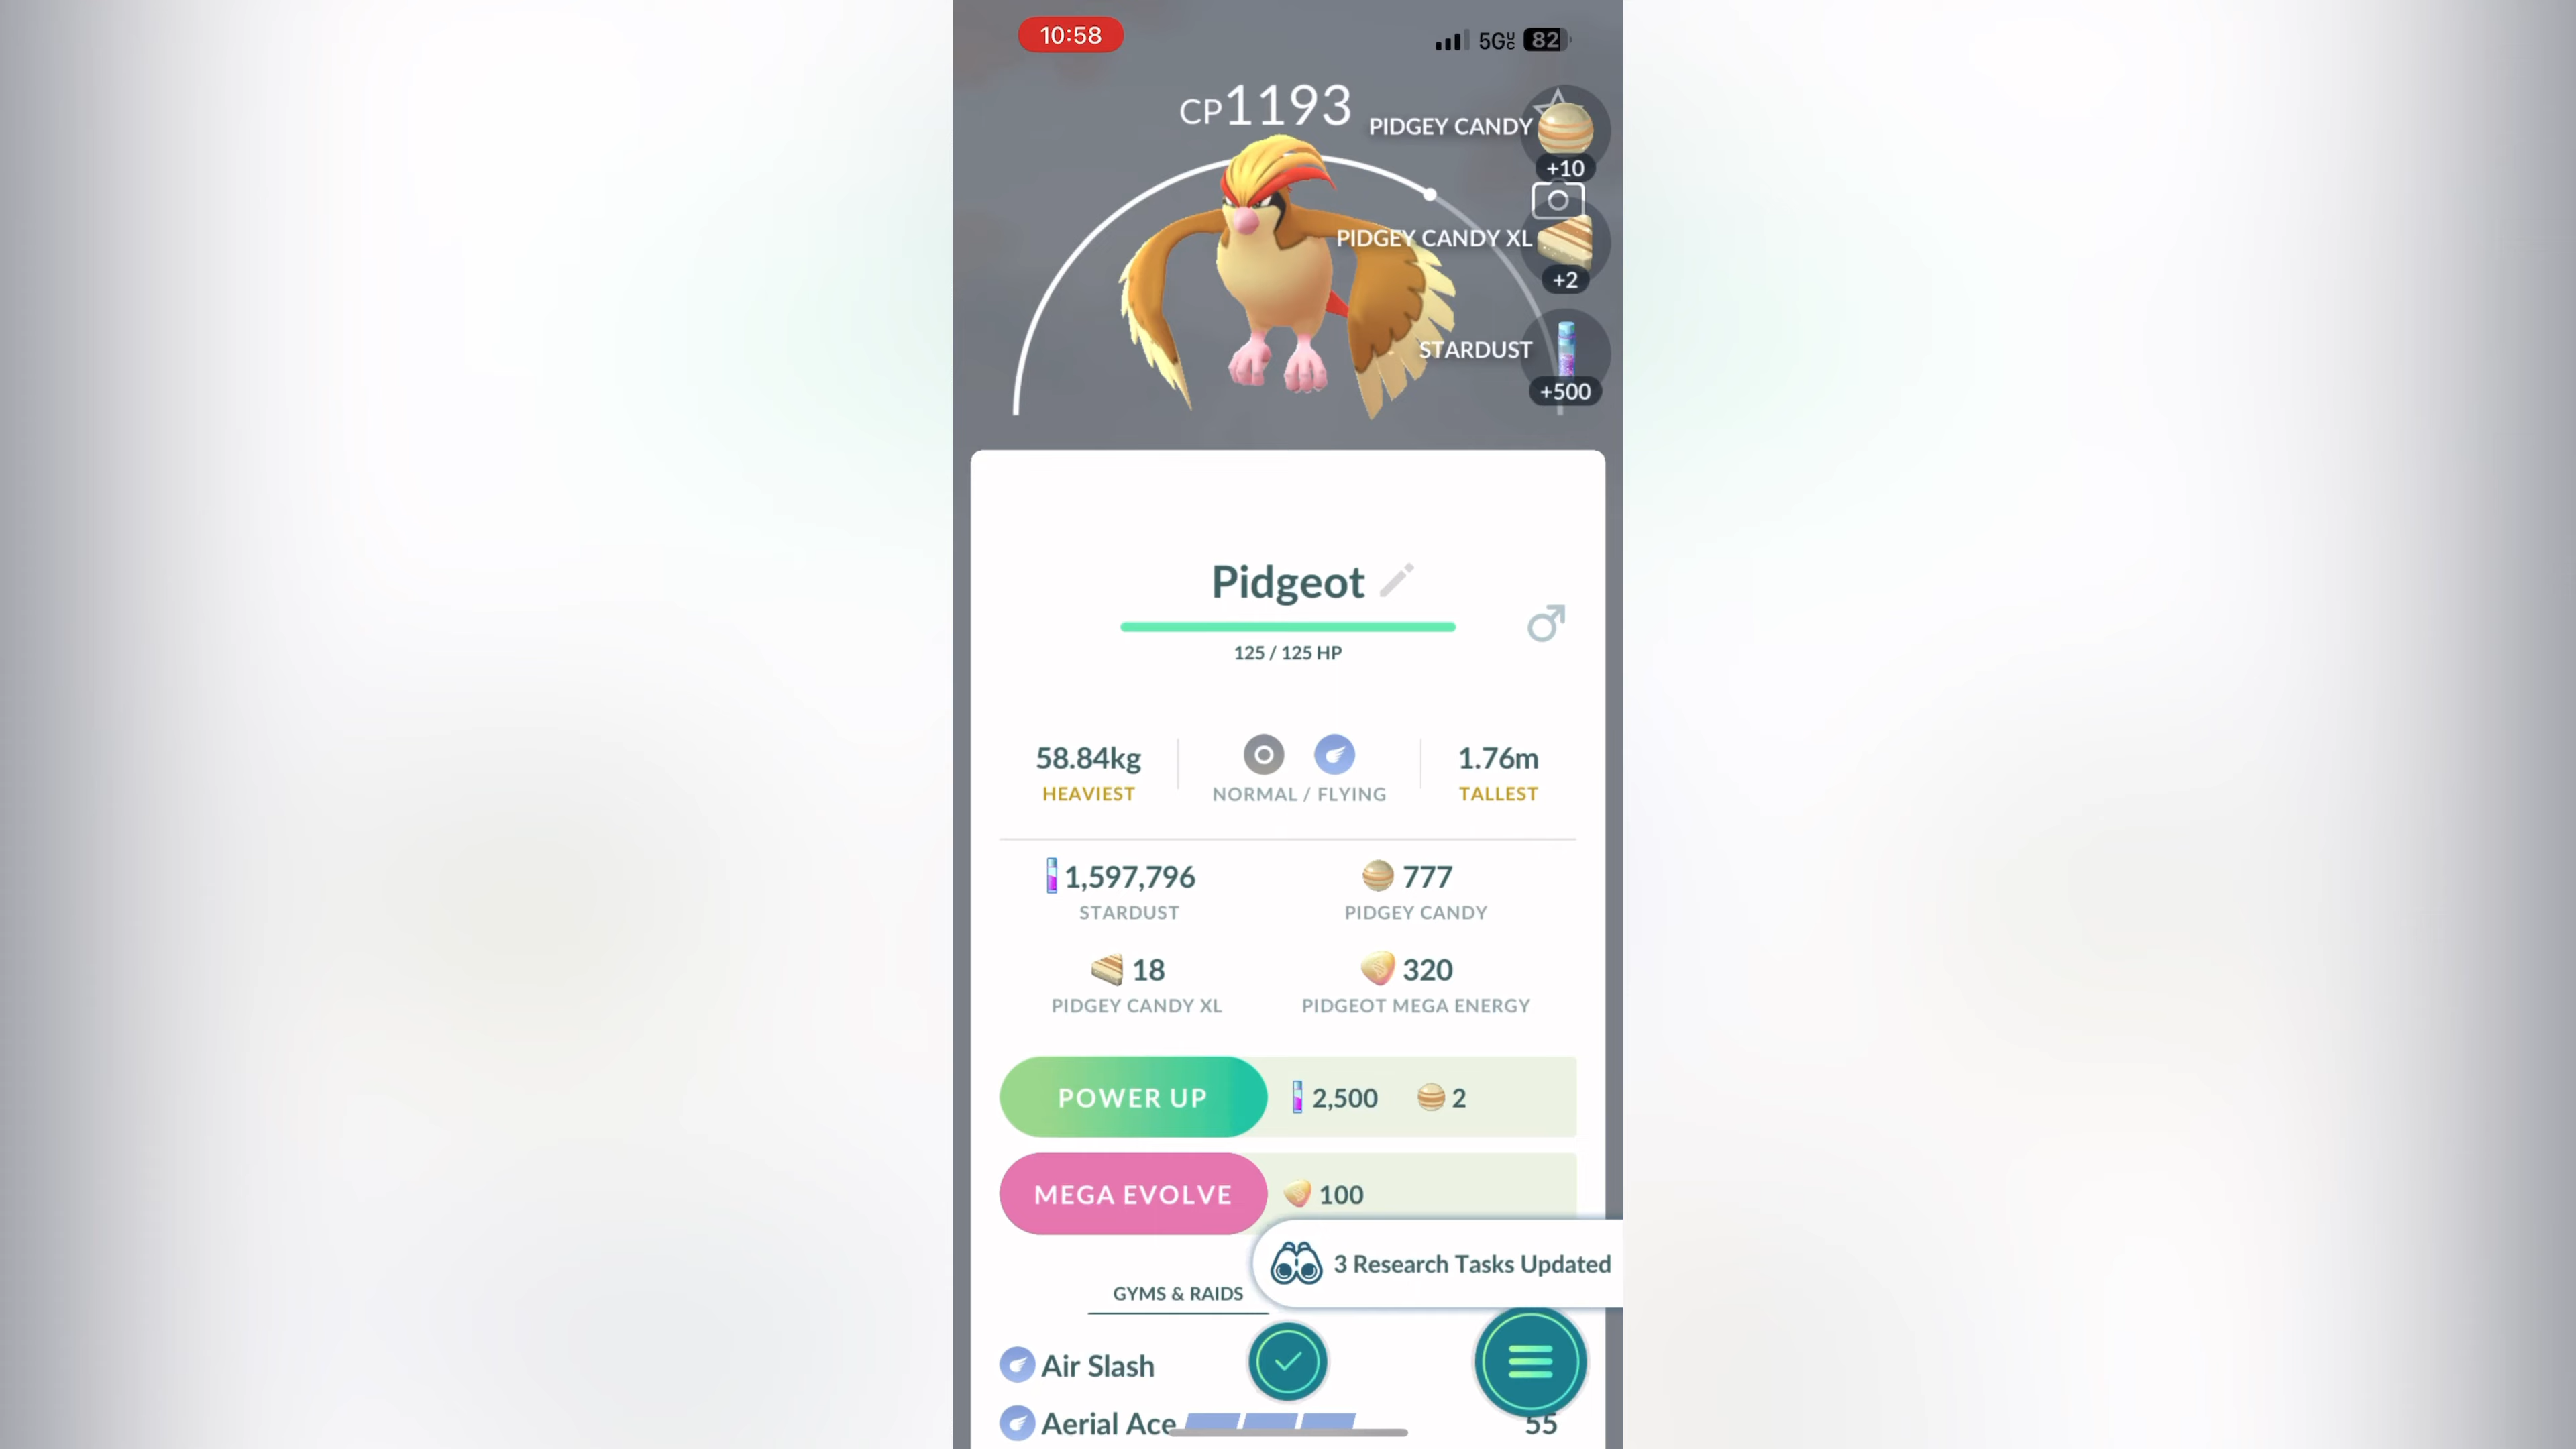 10:58
5G UC 82
CP1193
PIDGEY CANDY
+10
PIDGEY CANDY XL
+2
STARDUST
+500
Pidgeot
125 / 125 HP
58.84kg
HEAVIEST
NORMAL / FLYING
1.76m
TALLEST
1,597,796
STARDUST
777
PIDGEY CANDY
18
PIDGEY CANDY XL
320
PIDGEOT MEGA ENERGY
POWER UP 2,500 2
MEGA EVOLVE 100
3 Research Tasks Updated
GYMS & RAIDS
Air Slash
Aerial Ace 55